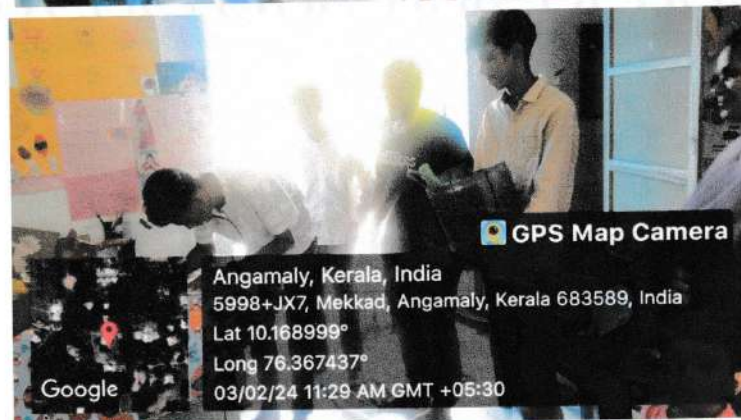 GPS Map Camera
Angamaly, Kerala, India
5998+JX7, Mekkad, Angamaly, Kerala 683589, India
Lat 10.168999°
Long 76.367437°
03/02/24 11:29 AM GMT +05:30
Google